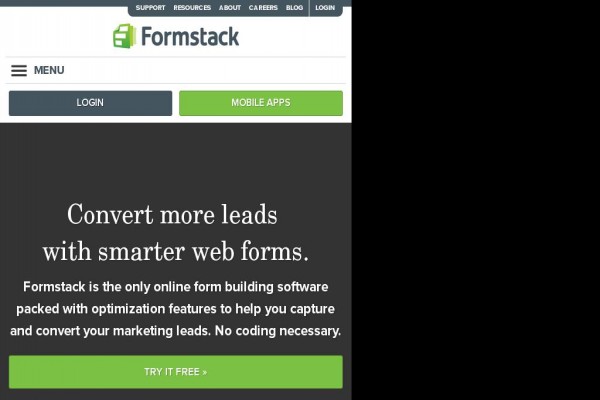 SUPPORT RESOURCES ABOUT CAREERS BLOG LOGIN
Formstack
MENU
LOGIN MOBILE APPS
Convert more leads
with smarter web forms.
Formstack is the only online form building software
packed with optimization features to help you capture
and convert your marketing leads. No coding necessary.
TRY IT FREE »